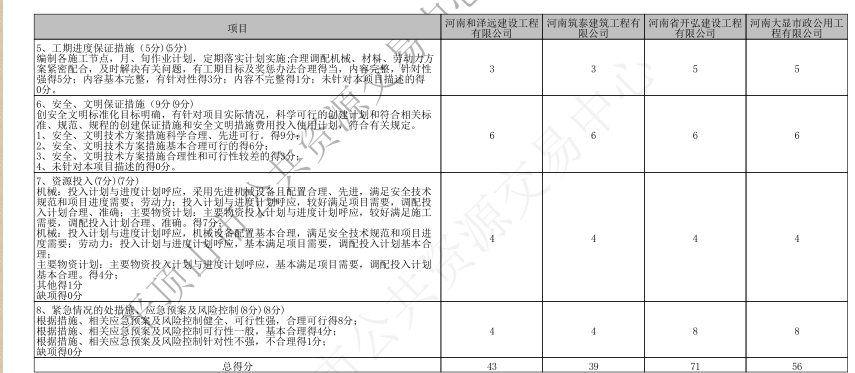 项目
河南和泽远建设工程
有限公司
河南筑泰建筑工程有
限公司
河南省开弘建设工程
有限公司
河南大显市政公用工
程有限公司
5、工期进度保证措施（5分)(5分)
编制各施工节点，月、旬作业计划，定期落实计划实施;合理调配机械、材料、劳动力方
案紧密配合，及时解决有关问题，有工期目标及奖惩办法合理得当，内容完整，针对性
强得5分；内容基本完整，有针对性得3分；内容不完整得1分；未针对本项目描述的得
0分。
3
3
5
5
6、安全、文明保证措施（9分)(9分)
创安全文明标准化目标明确，有针对项目实际情况，科学可行的创建计划和符合相关标
准、规范、规程的创建保证措施和安全文明措施费用投入使用计划，符合有关规定。
1、安全、文明技术方案措施科学合理、先进可行。得9分；
2、安全、文明技术方案措施基本合理可行的得6分；
3、安全、文明技术方案措施合理性和可行性较差的得3分；
4、未针对本项目描述的得0分。
6
6
6
6
7、资源投入(7分)(7分)
机械：投入计划与进度计划呼应，采用先进机械设备且配置合理、先进，满足安全技术
规范和项目进度需要；劳动力：投入计划与进度计划呼应，较好满足项目需要，调配投
入计划合理、准确；主要物资计划：主要物资投入计划与进度计划呼应，较好满足施工
需要，调配投入计划合理、准确。得7分；
机械：投入计划与进度计划呼应，机械设备配置基本合理，满足安全技术规范和项目进
度需要；劳动力：投入计划与进度计划呼应，基本满足项目需要，调配投入计划基本合
理；
主要物资计划：主要物资投入计划与进度计划呼应，基本满足项目需要，调配投入计划
基本合理。得4分；
其他得1分
缺项得0分
4
4
4
4
8、紧急情况的处措施、应急预案及风险控制(8分)(8分)
根据措施、相关应急预案及风险控制健全、可行性强，合理可行得8分；
根据措施、相关应急预案及风险控制可行性一般，基本合理得4分；
根据措施、相关应急预案及风险控制针对性不强，不合理得1分；
缺项得0分
4
4
8
8
总得分
43
39
71
56
平顶山市公共资源交易中心
市公共资源交易中心